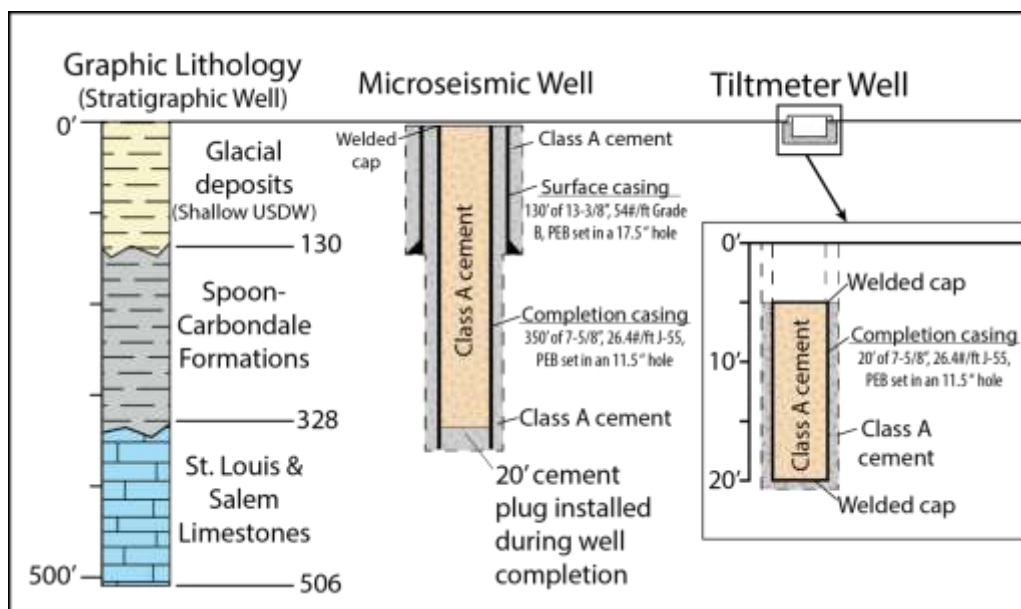 Graphic Lithology
(Stratigraphic Well)
0'
Glacial
deposits
(Shallow USDW)
130
Spoon-
Carbondale
Formations
328
St. Louis &
Salem
Limestones
500'
506
Microseismic Well
Welded
cap
Class A cement
Surface casing
130' of 13-3/8", 54#/ft Grade
B, PEB set in a 17.5" hole
Class A cement
Completion casing
350' of 7-5/8", 26.4#/ft J-55,
PEB set in an 11.5" hole
Class A cement
20' cement
plug installed
during well
completion
Tiltmeter Well
0'
10'
20'
Welded cap
Completion casing
20' of 7-5/8", 26.4#/ft J-55,
PEB set in an 11.5" hole
Class A cement
Class A
cement
Welded cap